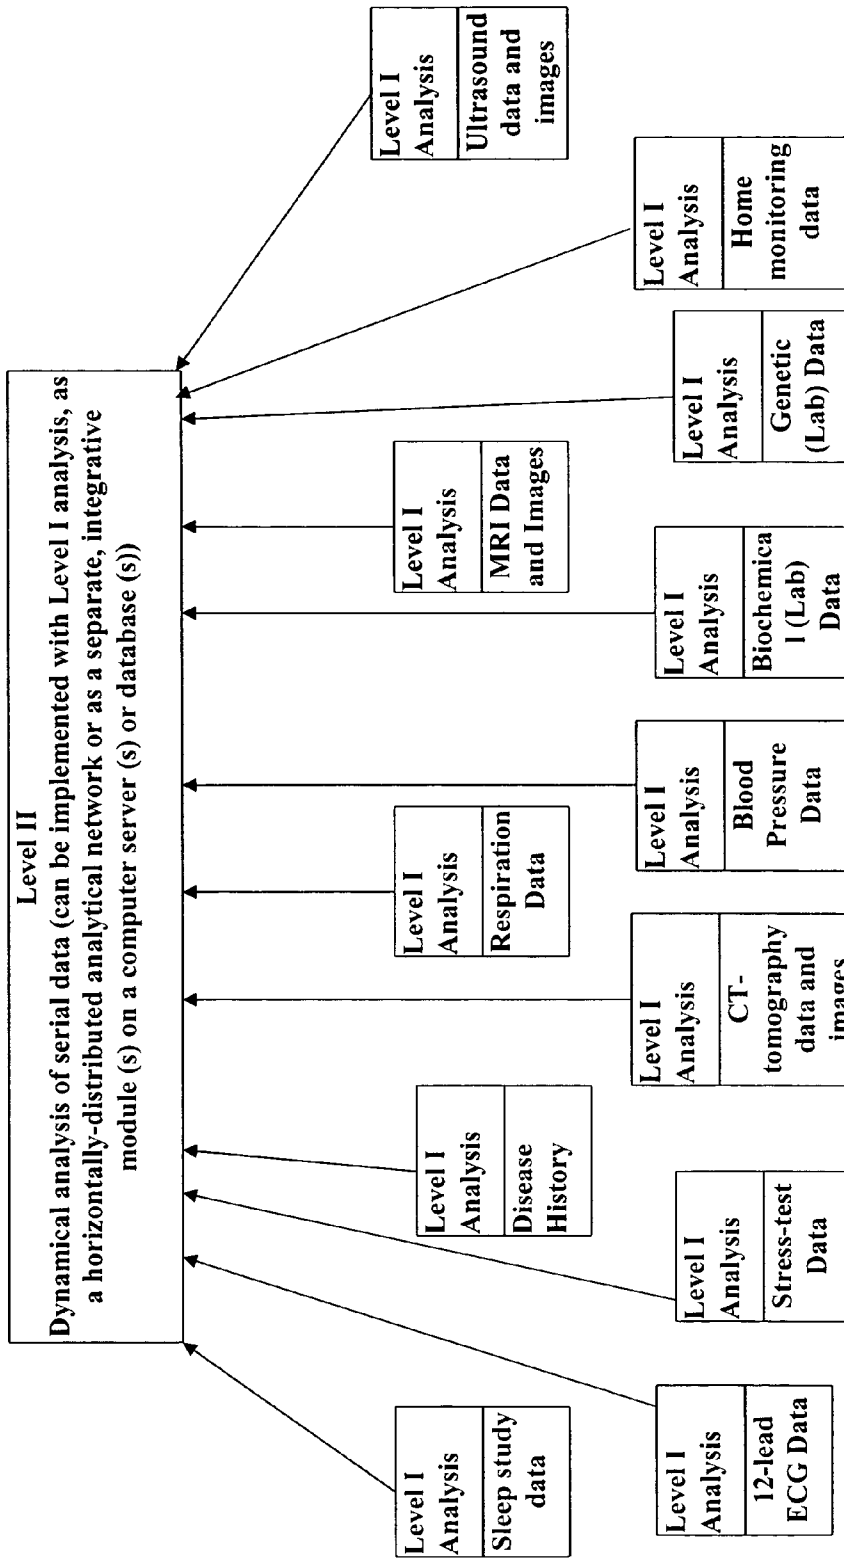 Level II
Dynamical analysis of serial data (can be implemented with Level I analysis, as
a horizontally-distributed analytical network or as a separate, integrative
module (s) on a computer server (s) or database (s))
Level I
Analysis
Sleep study
data
Level I
Analysis
Disease
History
Level I
Analysis
Respiration
Data
Level I
Analysis
MRI Data
and Images
Level I
Analysis
Ultrasound
data and
images
Level I
Analysis
12-lead
ECG Data
Level I
Analysis
Stress-test
Data
Level I
Analysis
CT-
tomography
data and
images
Level I
Analysis
Blood
Pressure
Data
Level I
Analysis
Biochemica
l (Lab)
Data
Level I
Analysis
Genetic
(Lab) Data
Level I
Analysis
Home
monitoring
data